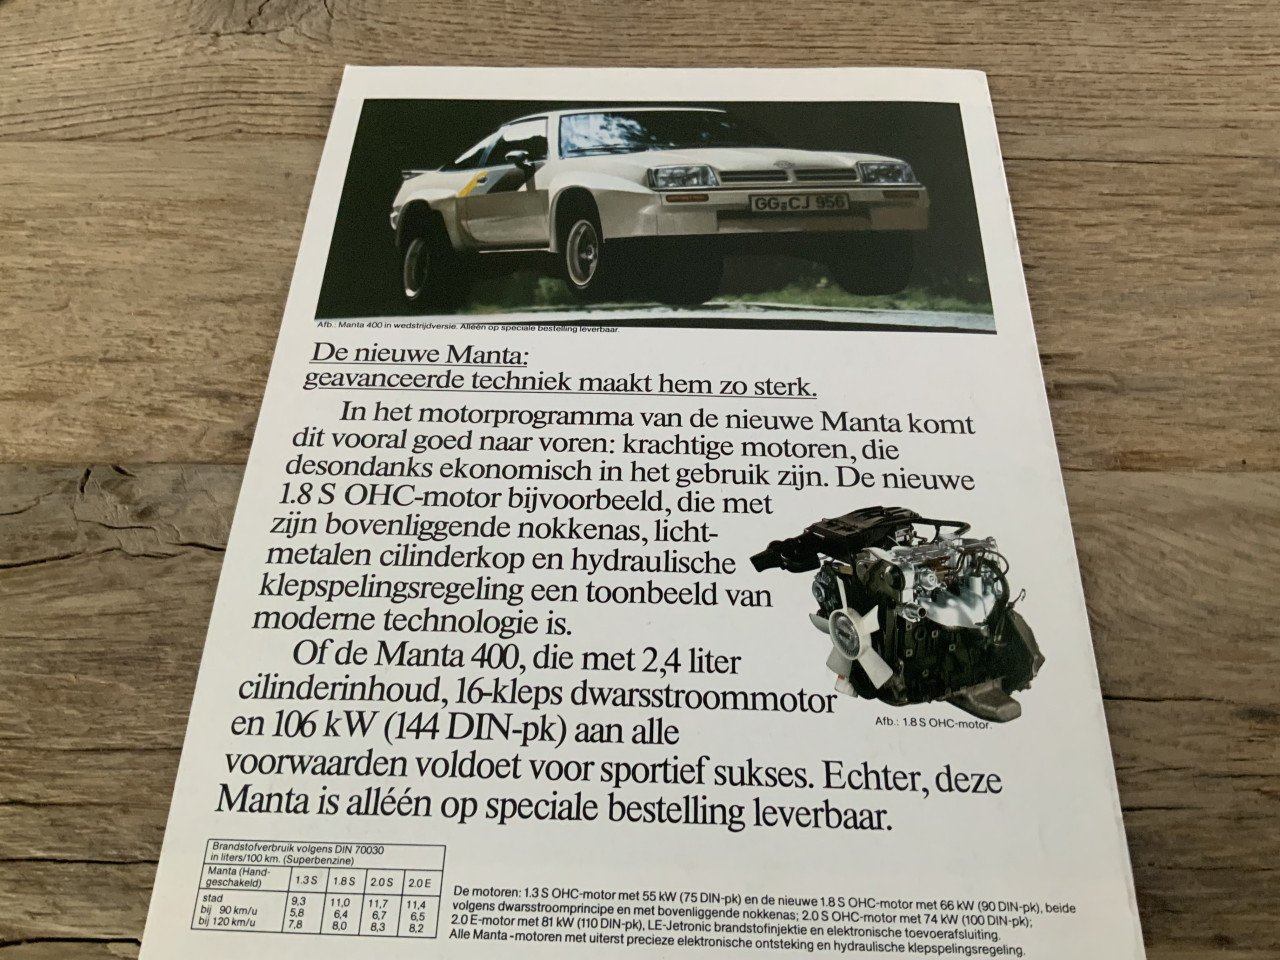 GG CJ 956
Afb.: Manta 400 in wedstrijdversie. Alléén op speciale bestelling leverbaar.
De nieuwe Manta:
geavanceerde techniek maakt hem zo sterk.
In het motorprogramma van de nieuwe Manta komt
dit vooral goed naar voren: krachtige motoren, die
desondanks ekonomisch in het gebruik zijn. De nieuwe
1.8 S OHC-motor bijvoorbeeld, die met
zijn bovenliggende nokkenas, licht-
metalen cilinderkop en hydraulische
klepspelingsregeling een toonbeeld van
moderne technologie is.
Of de Manta 400, die met 2,4 liter
cilinderinhoud, 16-kleps dwarsstroommotor
en 106 kW (144 DIN-pk) aan alle
voorwaarden voldoet voor sportief sukses. Echter, deze
Manta is alléén op speciale bestelling leverbaar.
Afb.: 1.8 S OHC-motor.
Brandstofverbruik volgens DIN 70030
in liters/100 km. (Superbenzine)
Manta (Hand-
geschakeld) 1.3 S 1.8 S 2.0 S 2.0 E
stad 9,3 11,0 11,7 11,4
bij 90 km/u 5,8 6,4 6,7 6,5
bij 120 km/u 7,8 8,0 8,3 8,2
De motoren: 1.3 S OHC-motor met 55 kW (75 DIN-pk) en de nieuwe 1.8 S OHC-motor met 66 kW (90 DIN-pk), beide
volgens dwarsstroomprincipe en met bovenliggende nokkenas; 2.0 S OHC-motor met 74 kW (100 DIN-pk);
2.0 E-motor met 81 kW (110 DIN-pk), LE-Jetronic brandstofinjektie en elektronische toevoerafsluiting.
Alle Manta-motoren met uiterst precieze elektronische ontsteking en hydraulische klepspelingsregeling.